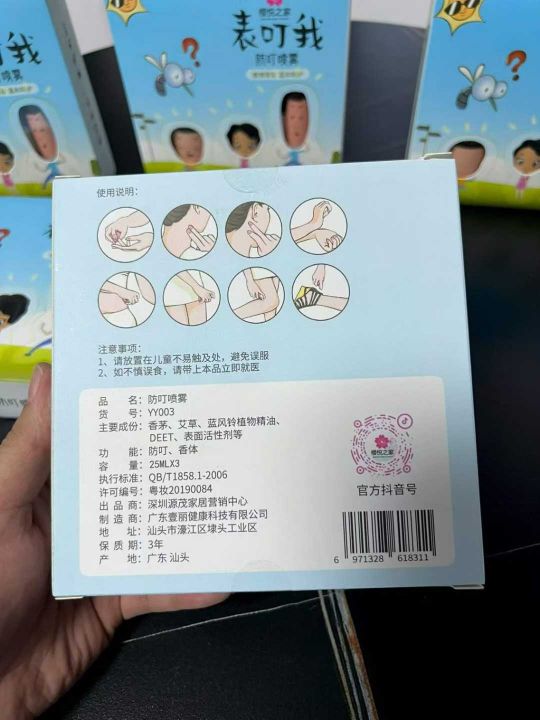 樱悦之家
表叮我
防叮喷雾
使用说明：
注意事项：
1、请放置在儿童不易触及处，避免误服
2、如不慎误食，请带上本品立即就医
品 名：防叮喷雾
货 号：YY003
主要成份：香茅、艾草、蓝风铃植物精油、
DEET、表面活性剂等
功 能：防叮、香体
容 量：25MLX3
执行标准：QB/T1858.1-2006
许可编号：粤妆20190084
出 品 商：深圳源茂家居营销中心
制 造 商：广东壹丽健康科技有限公司
地 址：汕头市濠江区埭头工业区
保 质 期：3年
产 地：广东 汕头
樱悦之家
官方抖音号
6 971328 618311